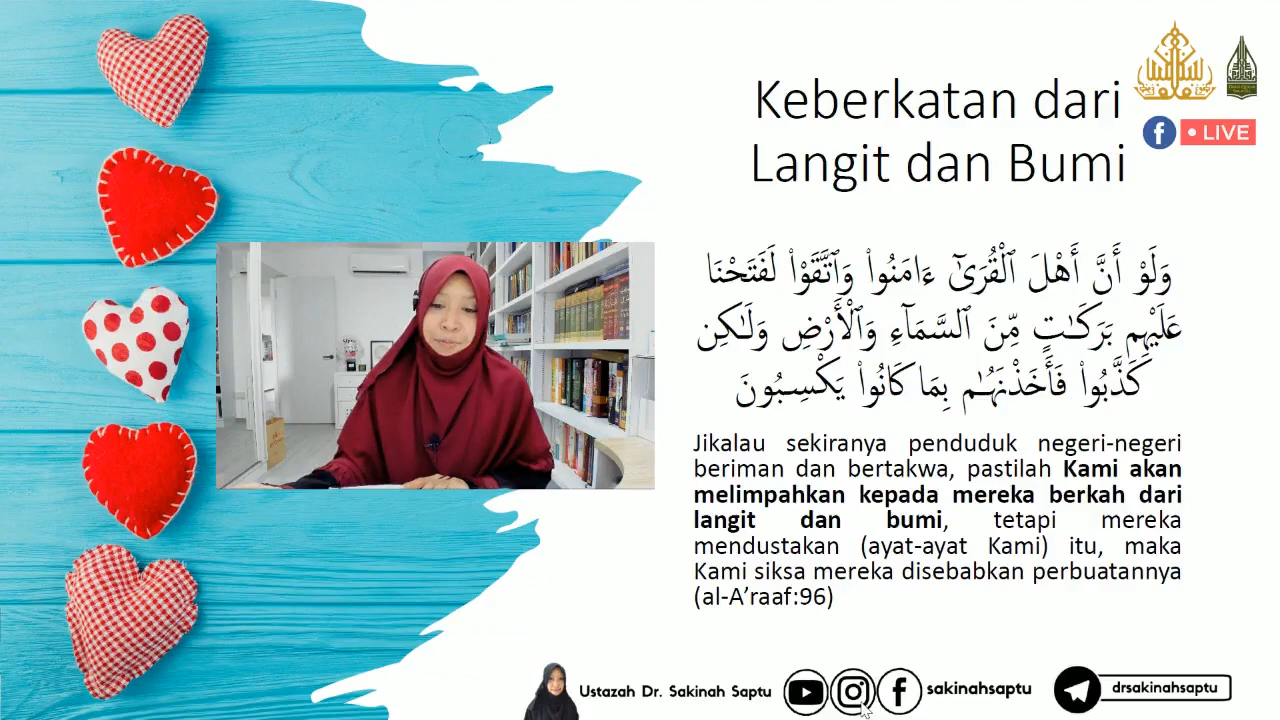 Keberkatan dari
Langit dan Bumi
LIVE
وَلَوْ أَنَّ أَهْلَ ٱلْقُرَىٰٓ ءَامَنُوا۟ وَٱتَّقَوْا۟ لَفَتَحْنَا
عَلَيْهِم بَرَكَـٰتٍ مِّنَ ٱلسَّمَآءِ وَٱلْأَرْضِ وَلَـٰكِن
كَذَّبُوا۟ فَأَخَذْنَـٰهُم بِمَا كَانُوا۟ يَكْسِبُونَ
Jikalau sekiranya penduduk negeri-negeri
beriman dan bertakwa, pastilah Kami akan
melimpahkan kepada mereka berkah dari
langit dan bumi, tetapi mereka
mendustakan (ayat-ayat Kami) itu, maka
Kami siksa mereka disebabkan perbuatannya
(al-A’raaf:96)
Ustazah Dr. Sakinah Saptu
sakinahsaptu
drsakinahsaptu